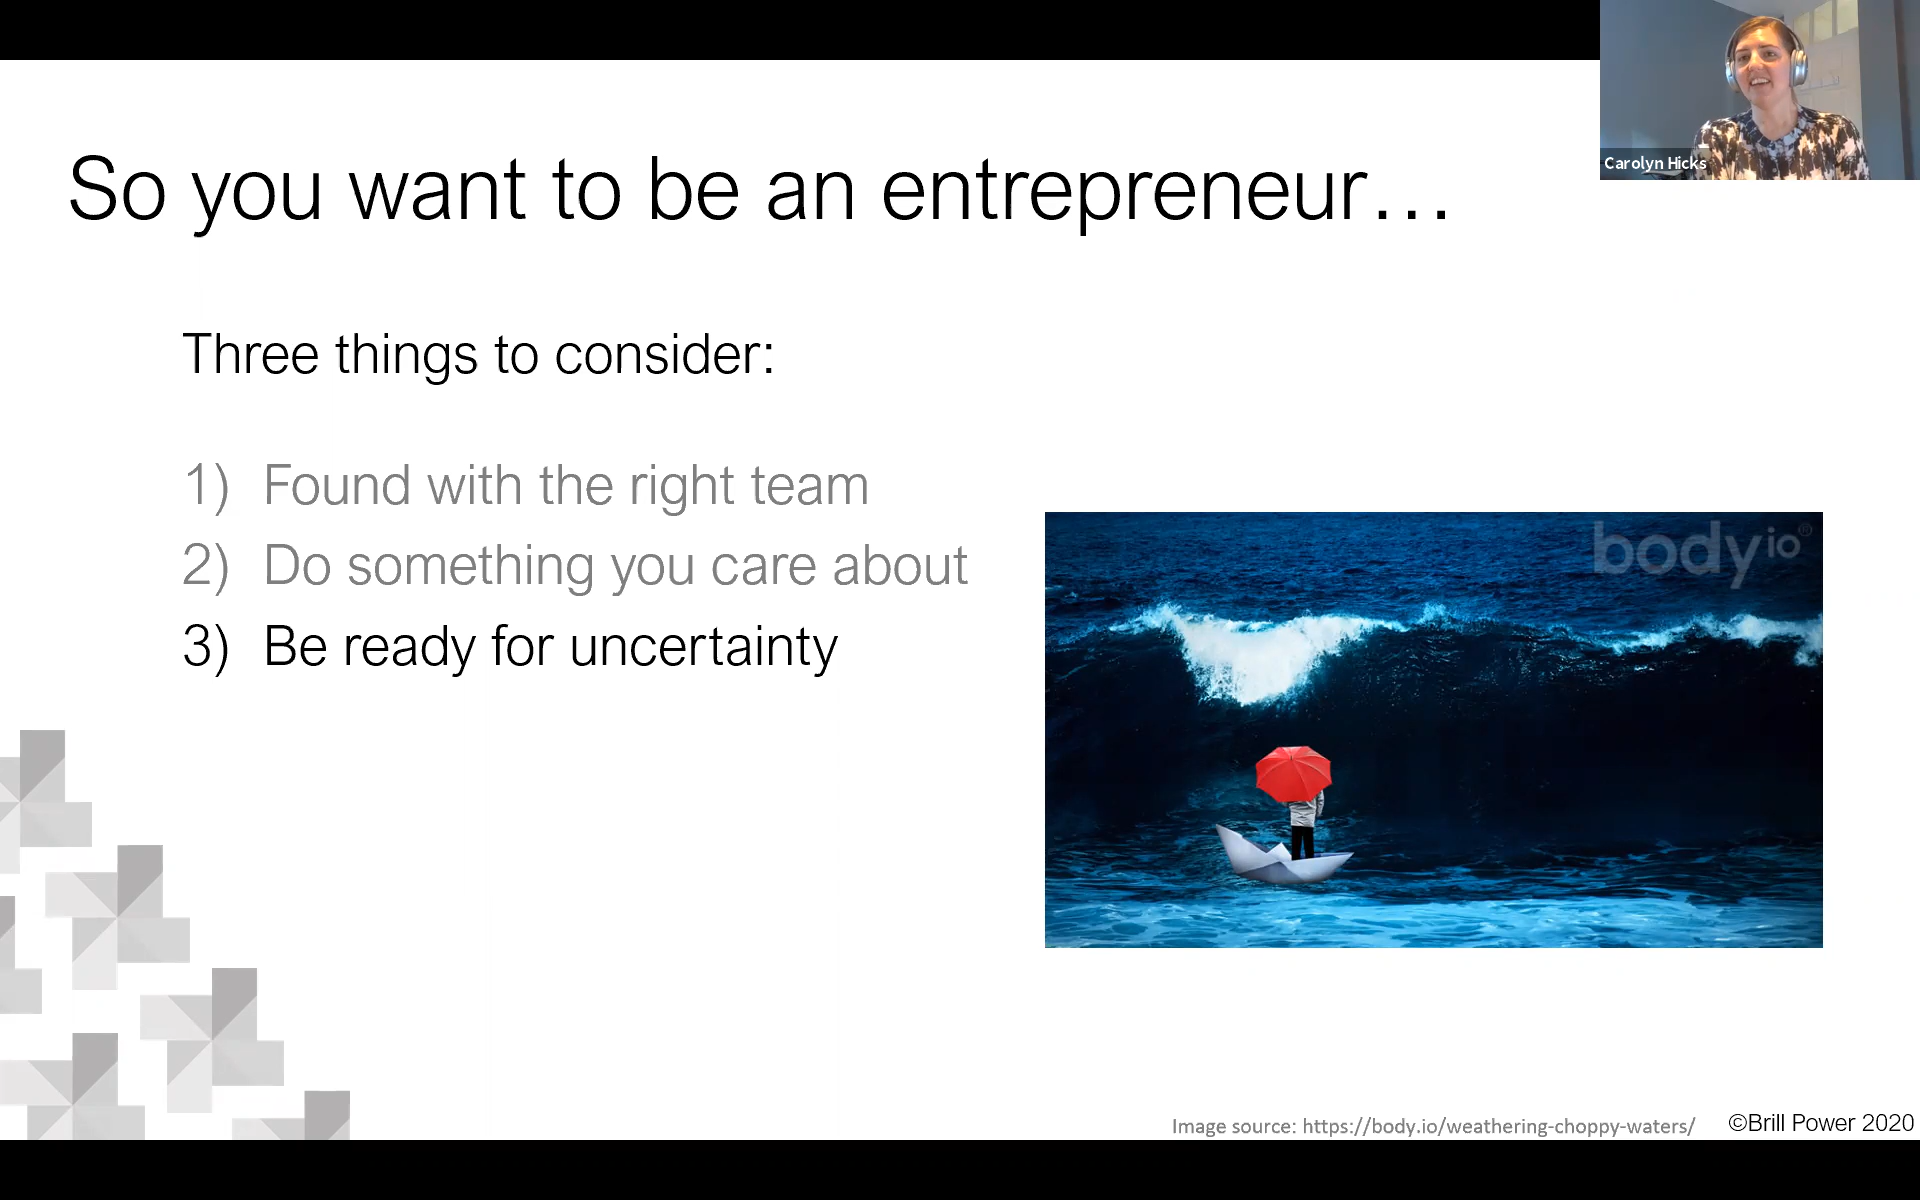 Carolyn Hicks
So you want to be an entrepreneur...
Three things to consider:
1) Found with the right team
2) Do something you care about
3) Be ready for uncertainty
bodyio®
Image source: https://body.io/weathering-choppy-waters/
©Brill Power 2020